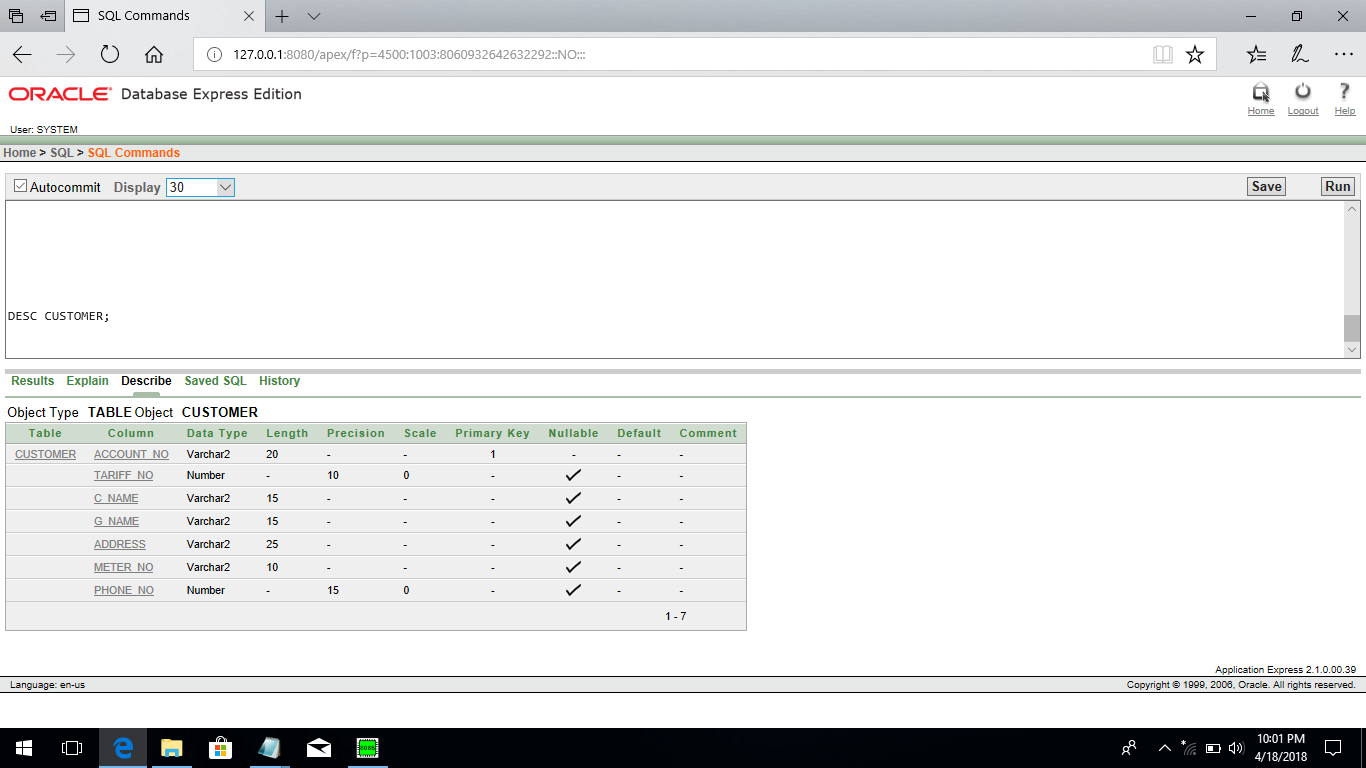 SQL Commands
127.0.0.1:8080/apex/f?p=4500:1003:8060932642632292::NO:::
ORACLE Database Express Edition
Home Logout Help
User: SYSTEM
Home > SQL > SQL Commands
Autocommit Display 30 Save Run
DESC CUSTOMER;
Results Explain Describe Saved SQL History
Object Type TABLE Object CUSTOMER
Table Column Data Type Length Precision Scale Primary Key Nullable Default Comment
CUSTOMER ACCOUNT_NO Varchar2 20 - - 1 - - -
TARIFF_NO Number - 10 0 - ✓ - -
C_NAME Varchar2 15 - - - ✓ - -
G_NAME Varchar2 15 - - - ✓ - -
ADDRESS Varchar2 25 - - - ✓ - -
METER_NO Varchar2 10 - - - ✓ - -
PHONE_NO Number - 15 0 - ✓ - -
1 - 7
Application Express 2.1.0.00.39
Language: en-us Copyright © 1999, 2006, Oracle. All rights reserved.
8086
10:01 PM
4/18/2018